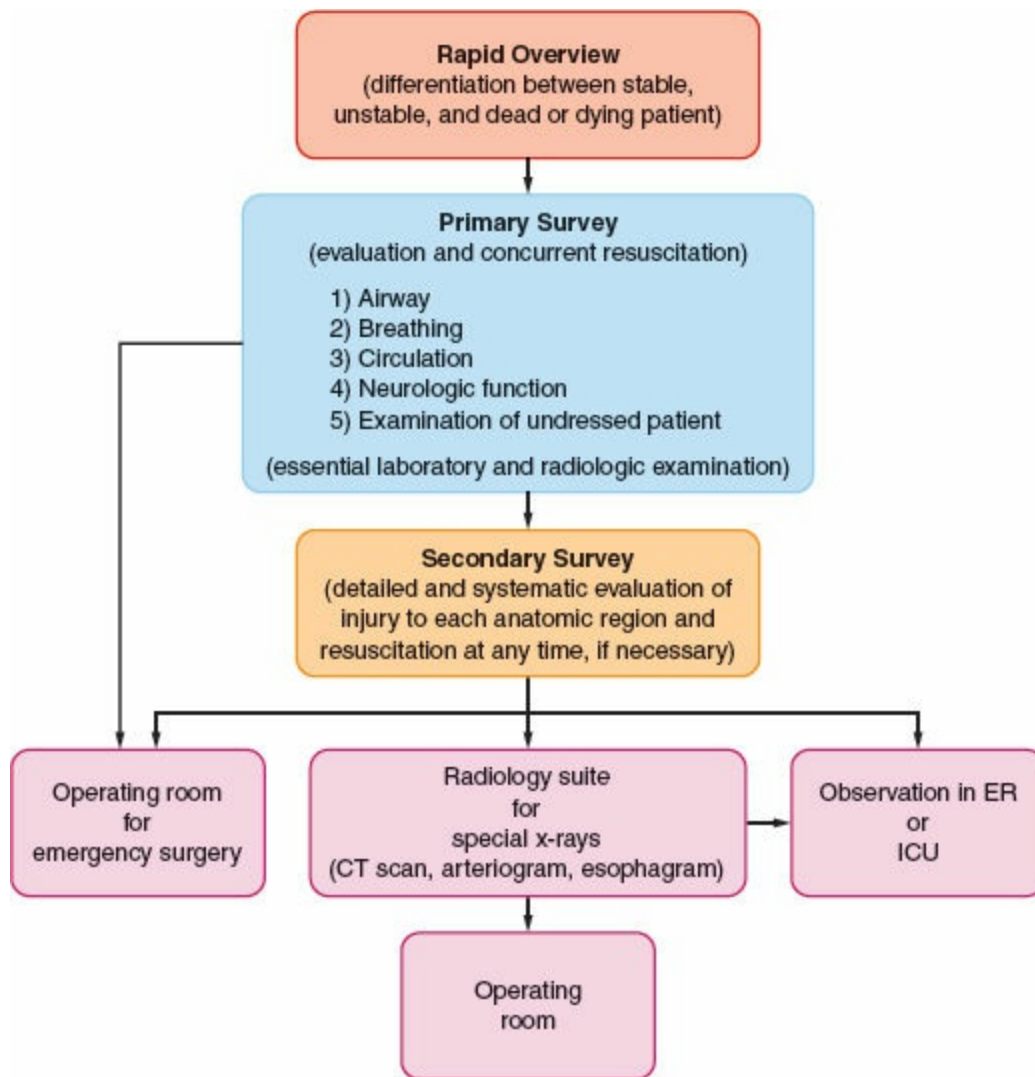 Rapid Overview
(differentiation between stable,
unstable, and dead or dying patient)
Primary Survey
(evaluation and concurrent resuscitation)
1) Airway
2) Breathing
3) Circulation
4) Neurologic function
5) Examination of undressed patient
(essential laboratory and radiologic examination)
Secondary Survey
(detailed and systematic evaluation of
injury to each anatomic region and
resuscitation at any time, if necessary)
Operating room
for
emergency surgery
Radiology suite
for
special x-rays
(CT scan, arteriogram, esophagram)
Observation in ER
or
ICU
Operating
room